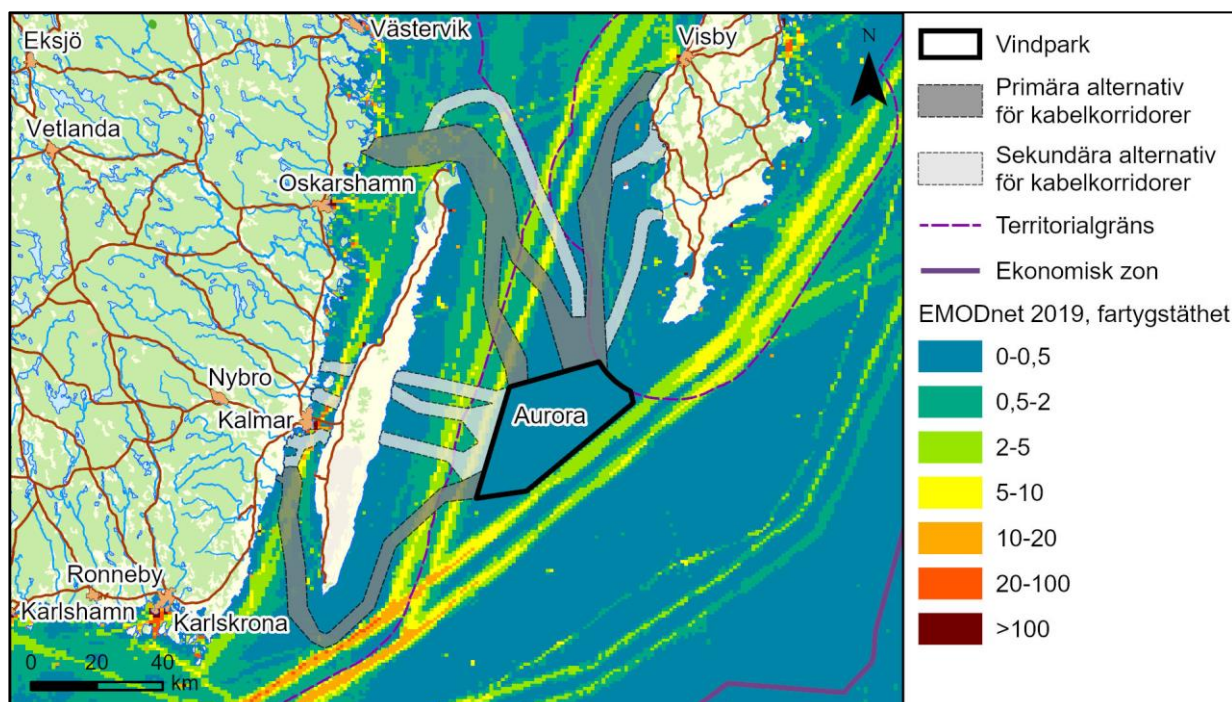 Västervik
Eksjö
Visby
N
Vetlanda
Oskarshamn
Nybro
Kalmar
Aurora
Ronneby
Karlshamn
Karlskrona
0 20 40
km
Vindpark
Primära alternativ
för kabelkorridorer
Sekundära alternativ
för kabelkorridorer
Territorialgräns
Ekonomisk zon
EMODnet 2019, fartygstäthet
0-0,5
0,5-2
2-5
5-10
10-20
20-100
>100